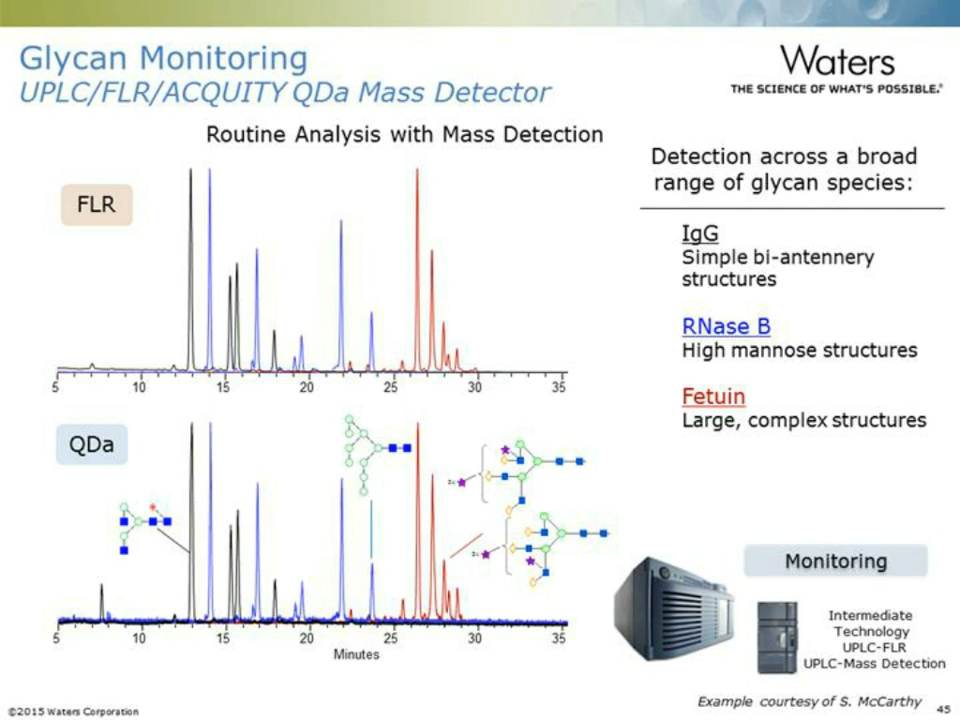 Glycan Monitoring
UPLC/FLR/ACQUITY QDa Mass Detector
Waters
THE SCIENCE OF WHAT'S POSSIBLE.®
Routine Analysis with Mass Detection
FLR
5 10 15 20 25 30 35
QDa
5 10 15 20 25 30 35
Minutes
Detection across a broad
range of glycan species:
IgG
Simple bi-antennery
structures
RNase B
High mannose structures
Fetuin
Large, complex structures
Monitoring
Intermediate
Technology
UPLC-FLR
UPLC-Mass Detection
Example courtesy of S. McCarthy
©2015 Waters Corporation
45